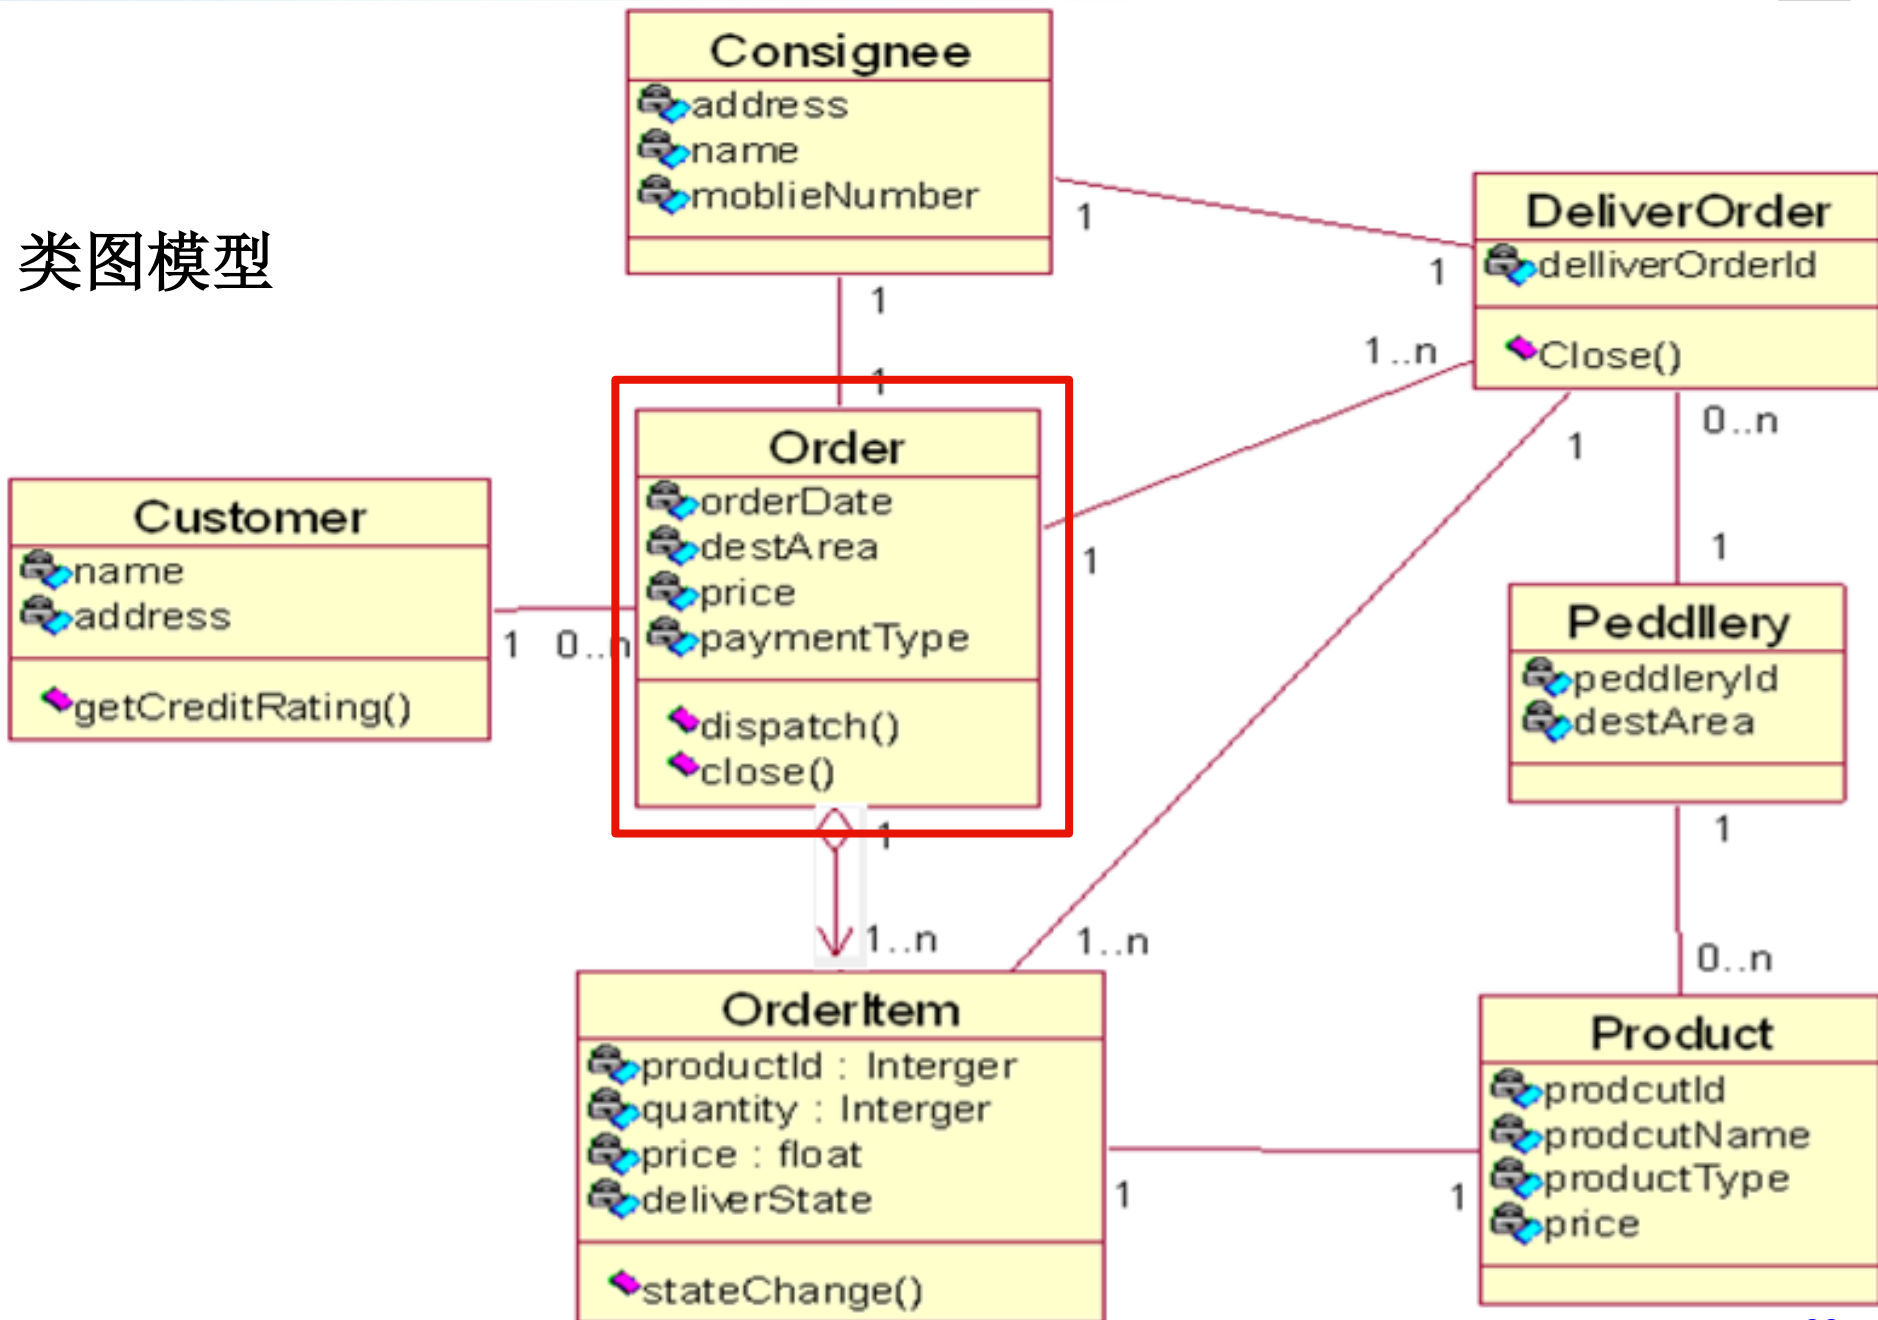 类图模型
Consignee
address
name
moblieNumber
1
1
DeliverOrder
delliverOrderId
Close()
1
1
1..n
1
0..n
1
1
Order
orderDate
destArea
price
paymentType
dispatch()
close()
Customer
name
address
getCreditRating()
1
0..n
Peddllery
peddleryId
destArea
1
0..n
1
1..n
1..n
OrderItem
productId : Interger
quantity : Interger
price : float
deliverState
stateChange()
1
1
Product
prodcutId
prodcutName
productType
price